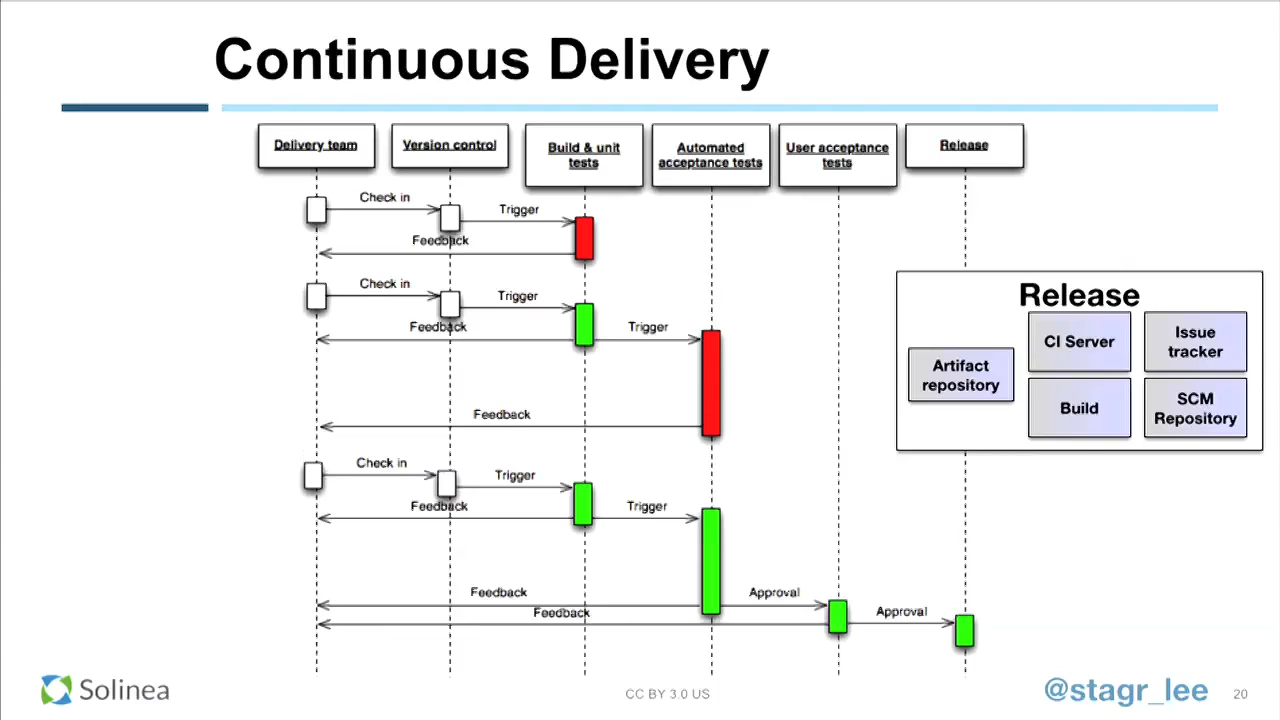 Continuous Delivery
Delivery team
Version control
Build & unit
tests
Automated
acceptance tests
User acceptance
tests
Release
Check in
Trigger
Feedback
Check in
Trigger
Feedback
Trigger
Feedback
Check in
Trigger
Feedback
Trigger
Feedback
Approval
Feedback
Approval
Release
Artifact
repository
CI Server
Issue
tracker
Build
SCM
Repository
Solinea
CC BY 3.0 US
@stagr_lee
20